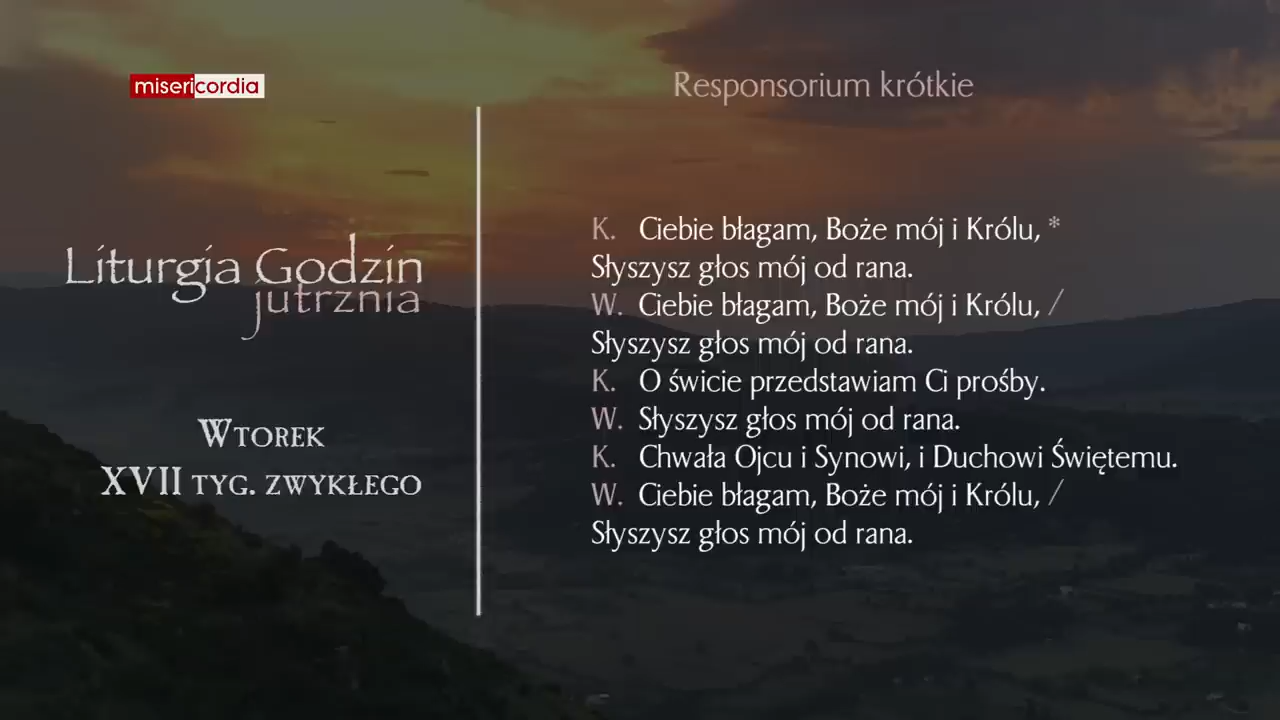 misericordia
Liturgia Godzin
jutrznia
Wtorek
XVII tyg. zwykłego
Responsorium krótkie
K. Ciebie błagam, Boże mój i Królu, *
Słyszysz głos mój od rana.
W. Ciebie błagam, Boże mój i Królu, /
Słyszysz głos mój od rana.
K. O świcie przedstawiam Ci prośby.
W. Słyszysz głos mój od rana.
K. Chwała Ojcu i Synowi, i Duchowi Świętemu.
W. Ciebie błagam, Boże mój i Królu, /
Słyszysz głos mój od rana.